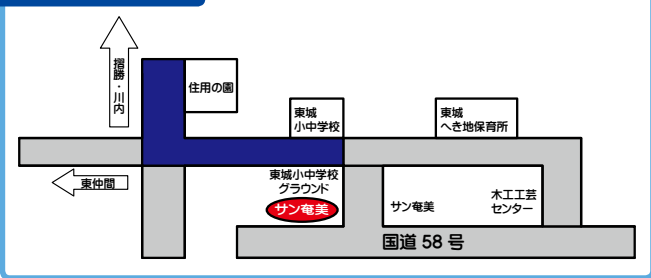 摺勝・川内
住用の園
東城
小中学校
東城
へき地保育所
東仲間
東城小中学校
グラウンド
サン奄美
サン奄美
木工工芸
センター
国道 58 号